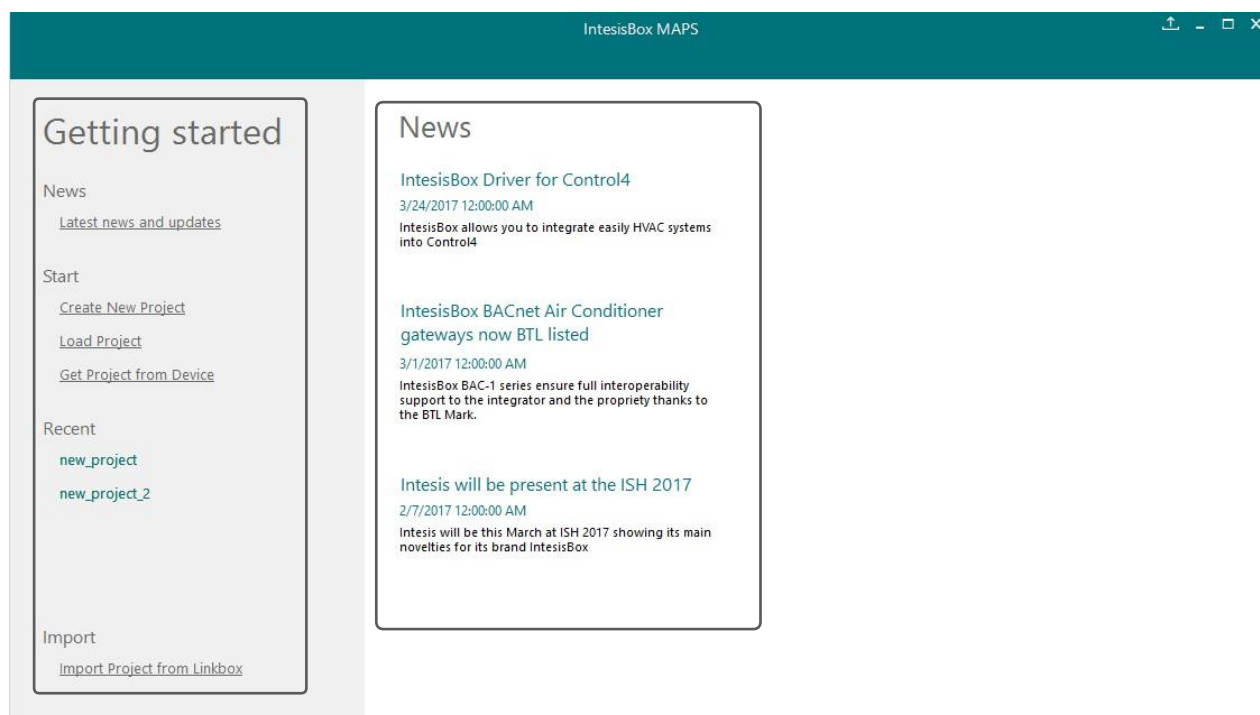 IntesisBox MAPS
Getting started
News
Latest news and updates
Start
Create New Project
Load Project
Get Project from Device
Recent
new_project
new_project_2
Import
Import Project from Linkbox
News
IntesisBox Driver for Control4
3/24/2017 12:00:00 AM
IntesisBox allows you to integrate easily HVAC systems
into Control4
IntesisBox BACnet Air Conditioner
gateways now BTL listed
3/1/2017 12:00:00 AM
IntesisBox BAC-1 series ensure full interoperability
support to the integrator and the propriety thanks to
the BTL Mark.
Intesis will be present at the ISH 2017
2/7/2017 12:00:00 AM
Intesis will be this March at ISH 2017 showing its main
novelties for its brand IntesisBox